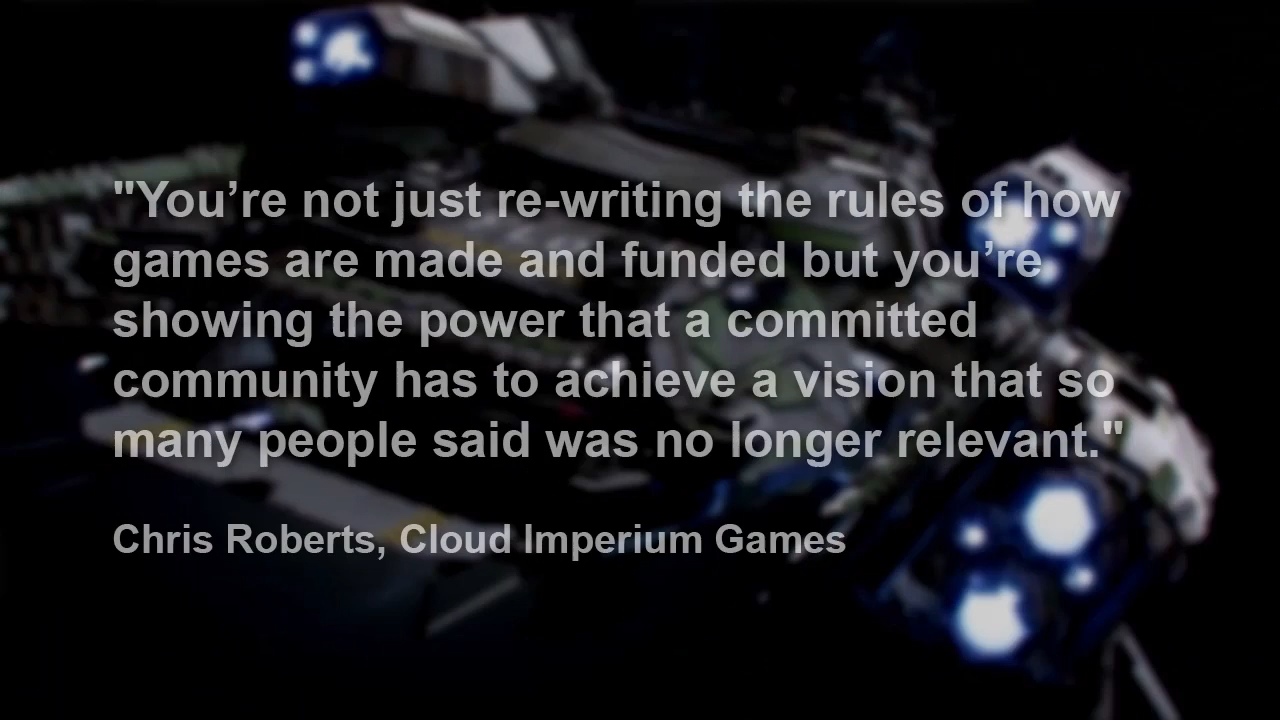 "You’re not just re-writing the rules of how
games are made and funded but you’re
showing the power that a committed
community has to achieve a vision that so
many people said was no longer relevant."
Chris Roberts, Cloud Imperium Games